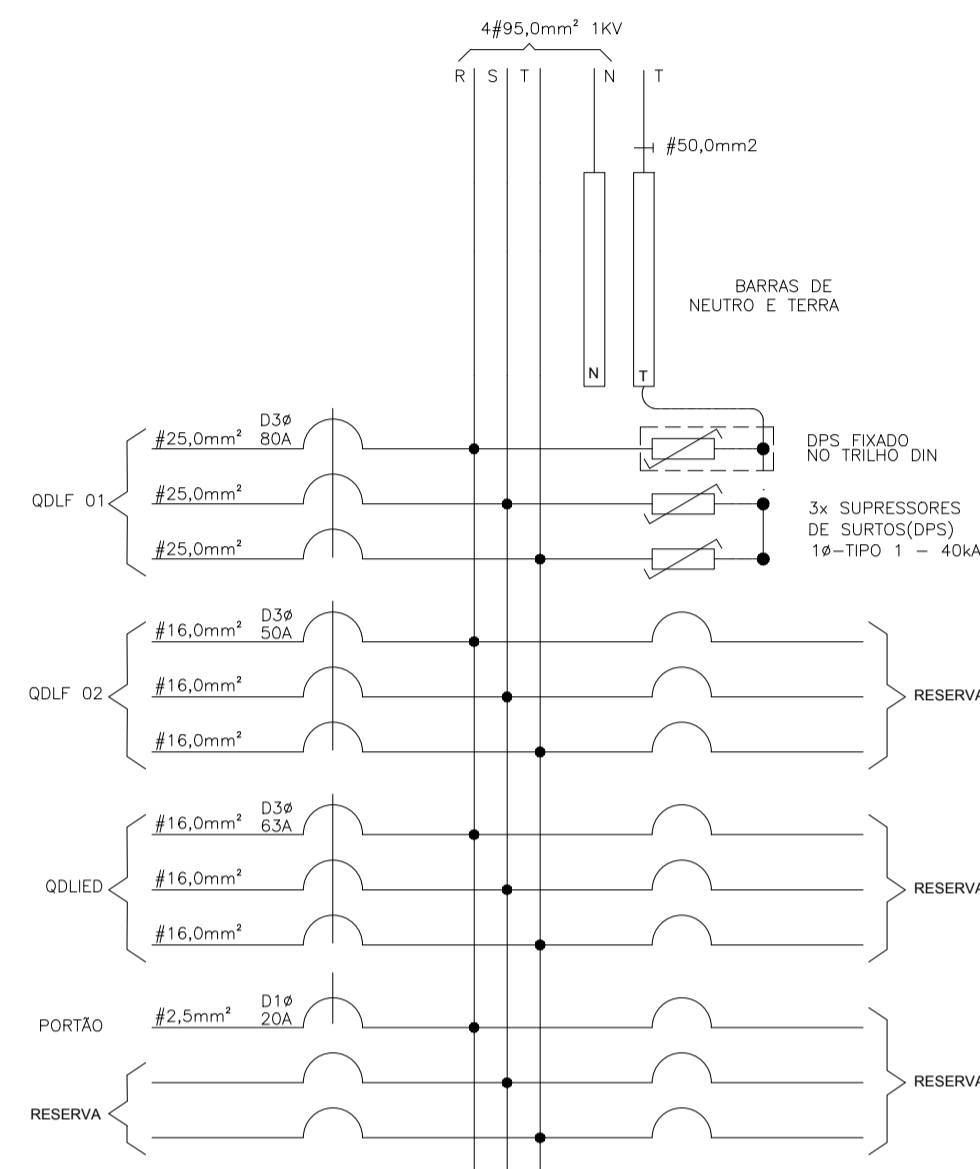 4#95,0mm² 1KV
R S T N T
#50,0mm2
BARRAS DE
NEUTRO E TERRA
N T
QDLF 01
#25,0mm² D3ø
80A
#25,0mm²
#25,0mm²
DPS FIXADO
NO TRILHO DIN
3x SUPRESSORES
DE SURTOS(DPS)
1ø-TIPO 1 - 40kA
QDLF 02
#16,0mm² D3ø
50A
#16,0mm²
#16,0mm²
RESERVA
QDLIED
#16,0mm² D3ø
63A
#16,0mm²
#16,0mm²
RESERVA
PORTÃO
#2,5mm² D1ø
20A
RESERVA
RESERVA